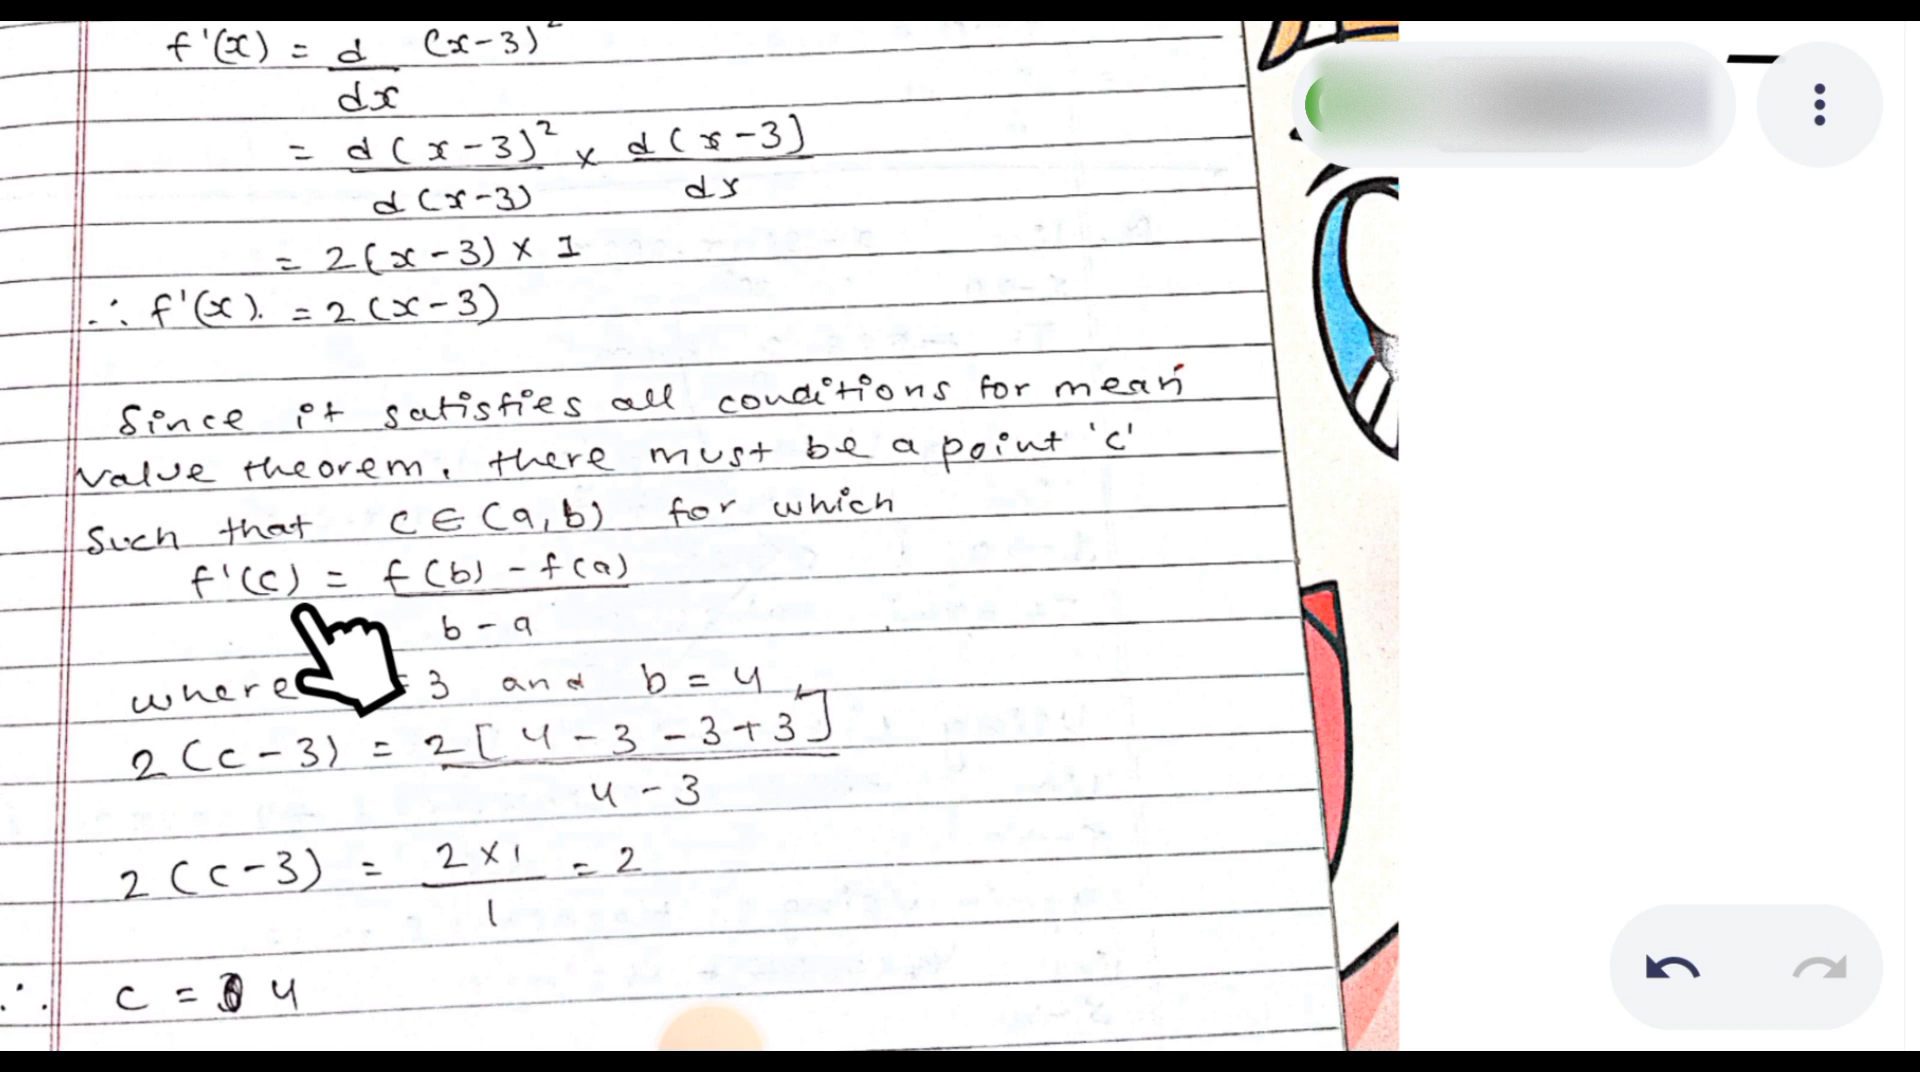 f'(x) = d/dx (x-3)²
= d(x-3)²/d(x-3) × d(x-3)/dx
= 2(x-3) × 1
∴ f'(x) = 2(x-3)
Since it satisfies all conditions for mean
value theorem, there must be a point 'c'
Such that c ∈ (a,b) for which
f'(c) = f(b) - f(a)/b - a
where = 3 and b = 4
2(c-3) = 2[4-3-3+3]/4-3
2(c-3) = 2×1/1 = 2
∴ c = 4